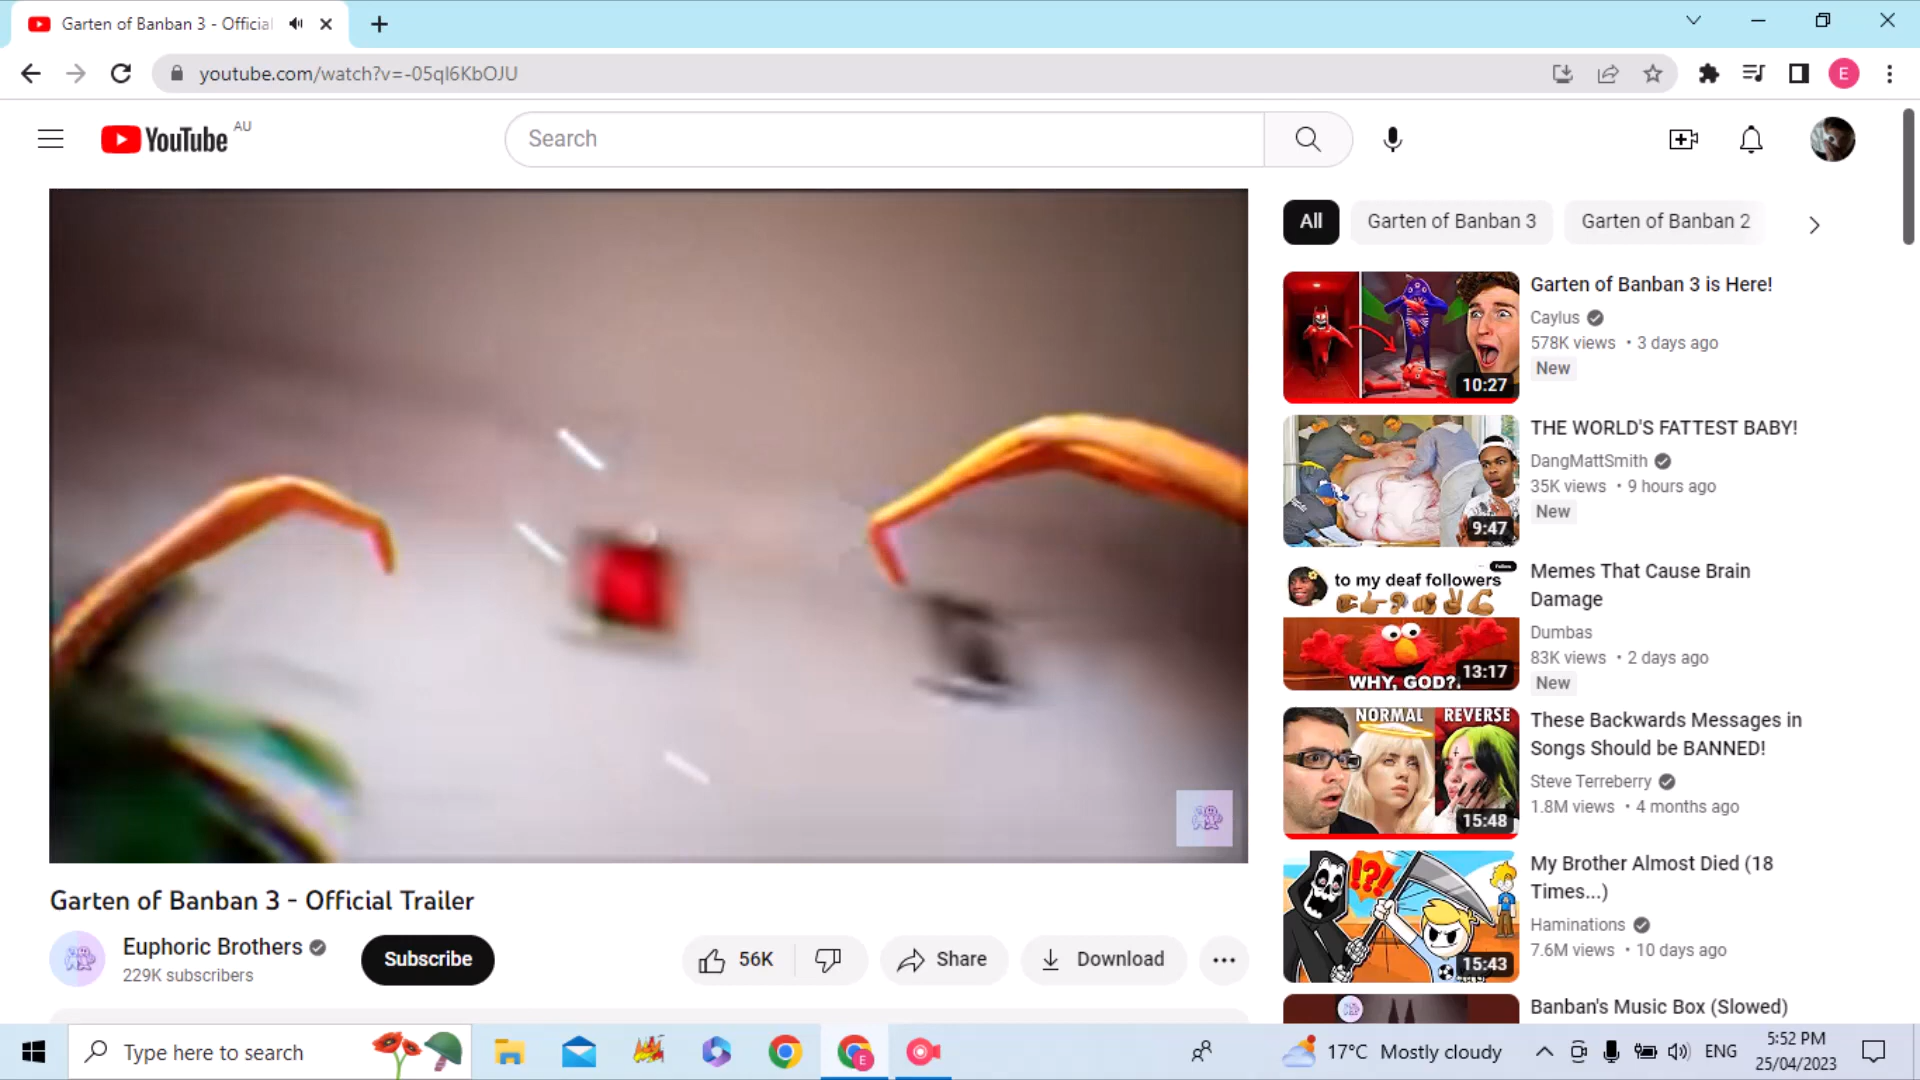 Garten of Banban 3 - Official
youtube.com/watch?v=-05ql6KbOJU
YouTube AU
Search
All
Garten of Banban 3
Garten of Banban 2
10:27
Garten of Banban 3 is Here!
Caylus
578K views • 3 days ago
New
9:47
THE WORLD'S FATTEST BABY!
DangMattSmith
35K views • 9 hours ago
New
to my deaf followers
Follow
WHY, GOD?!
13:17
Memes That Cause Brain
Damage
Dumbas
83K views • 2 days ago
New
NORMAL REVERSE
15:48
These Backwards Messages in
Songs Should be BANNED!
Steve Terreberry
1.8M views • 4 months ago
!?!
15:43
My Brother Almost Died (18
Times...)
Haminations
7.6M views • 10 days ago
Banban's Music Box (Slowed)
Garten of Banban 3 - Official Trailer
Euphoric Brothers
229K subscribers
Subscribe
56K
Share
Download
E
Type here to search
E
17°C Mostly cloudy
ENG
5:52 PM
25/04/2023